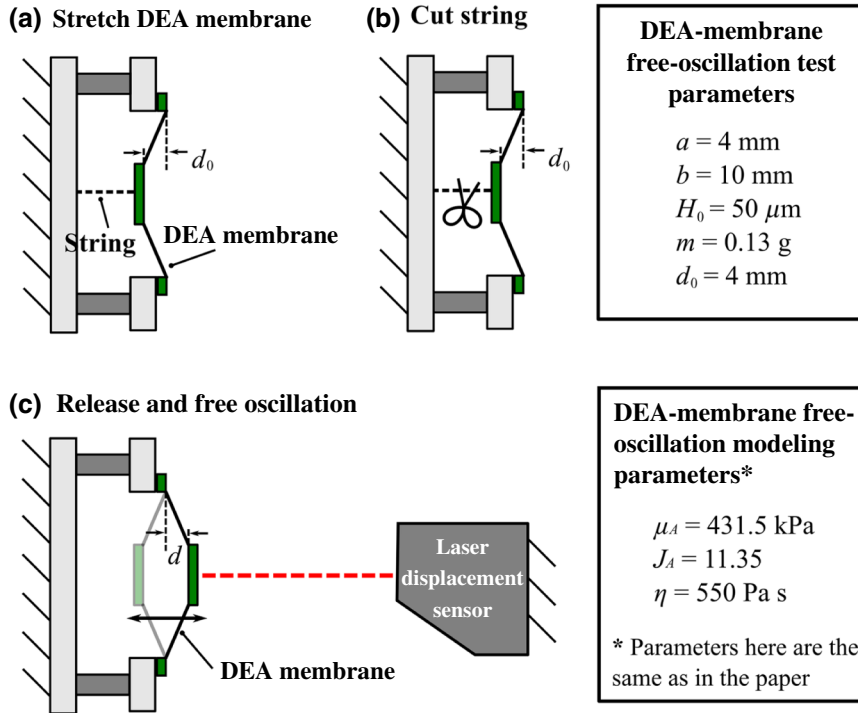 (a) Stretch DEA membrane
d₀
String
DEA membrane
(b) Cut string
d₀
DEA-membrane
free-oscillation test
parameters
a = 4 mm
b = 10 mm
H₀ = 50 μm
m = 0.13 g
d₀ = 4 mm
(c) Release and free oscillation
d
DEA membrane
Laser
displacement
sensor
DEA-membrane free-
oscillation modeling
parameters*
μ_A = 431.5 kPa
J_A = 11.35
η = 550 Pa s
* Parameters here are the
same as in the paper